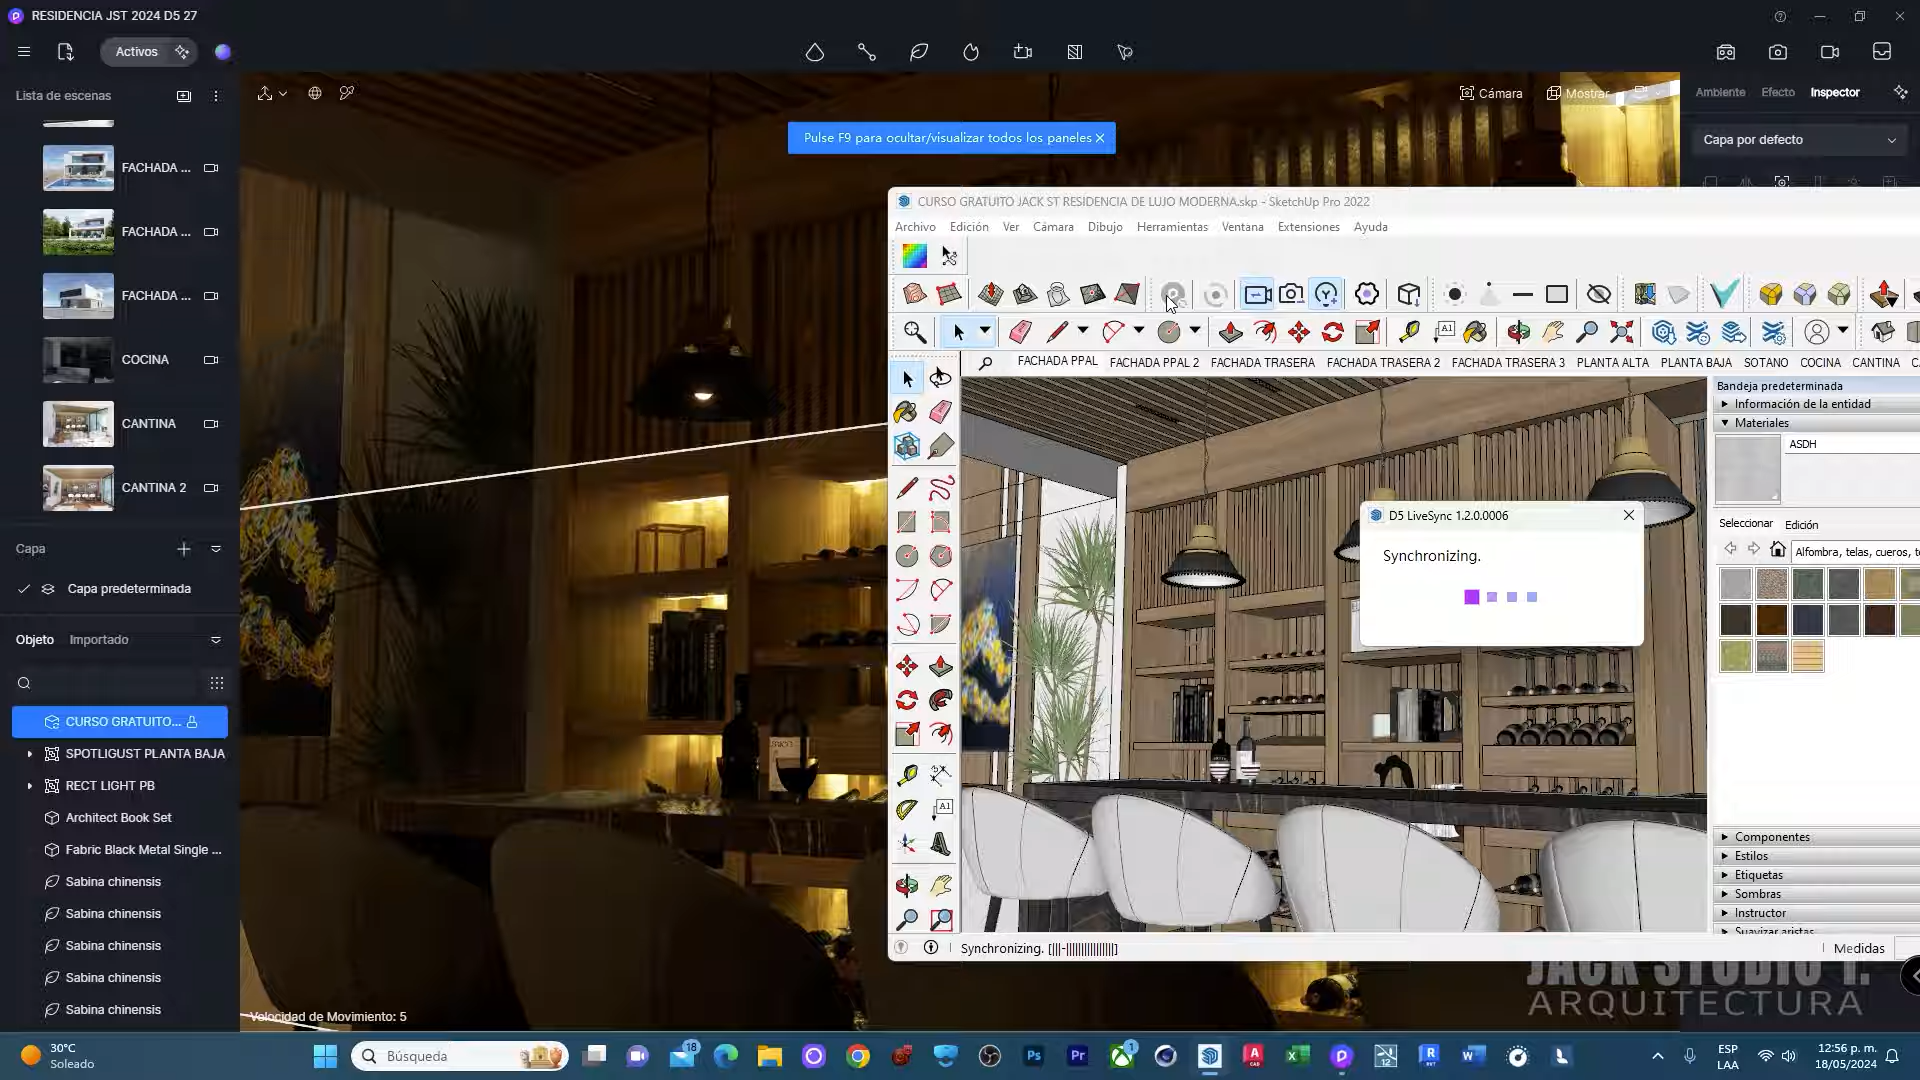 RESIDENCIA JST 2024 D5 27
Activos
Lista de escenas
FACHADA ...
FACHADA ...
FACHADA ...
COCINA
CANTINA
CANTINA 2
Capa
Capa predeterminada
Objeto Importado
CURSO GRATUITO...
SPOTLIGUST PLANTA BAJA
RECT LIGHT PB
Architect Book Set
Fabric Black Metal Single ...
Sabina chinensis
Sabina chinensis
Sabina chinensis
Sabina chinensis
Sabina chinensis
Cámara
Mostrar
Pulse F9 para ocultar/visualizar todos los paneles
Ambiente Efecto Inspector
Capa por defecto
CURSO GRATUITO JACK ST RESIDENCIA DE LUJO MODERNA.skp - SketchUp Pro 2022
Archivo Edición Ver Cámara Dibujo Herramientas Ventana Extensiones Ayuda
FACHADA PPAL FACHADA PPAL 2 FACHADA TRASERA FACHADA TRASERA 2 FACHADA TRASERA 3 PLANTA ALTA PLANTA BAJA SOTANO COCINA CANTINA
Bandeja predeterminada
Información de la entidad
Materiales
ASDH
Seleccionar Edición
Alfombra, telas, cueros, te
Componentes
Estilos
Etiquetas
Sombras
Instructor
Suavizar aristas
D5 LiveSync 1.2.0.0006
Synchronizing.
Synchronizing. [|||-||||||||||||||||]
Medidas
JACK STUDIO T.
ARQUITECTURA
Velocidad de Movimiento: 5
30°C
Soleado
Búsqueda
18
1
12
ESP
LAA
12:56 p. m.
18/05/2024